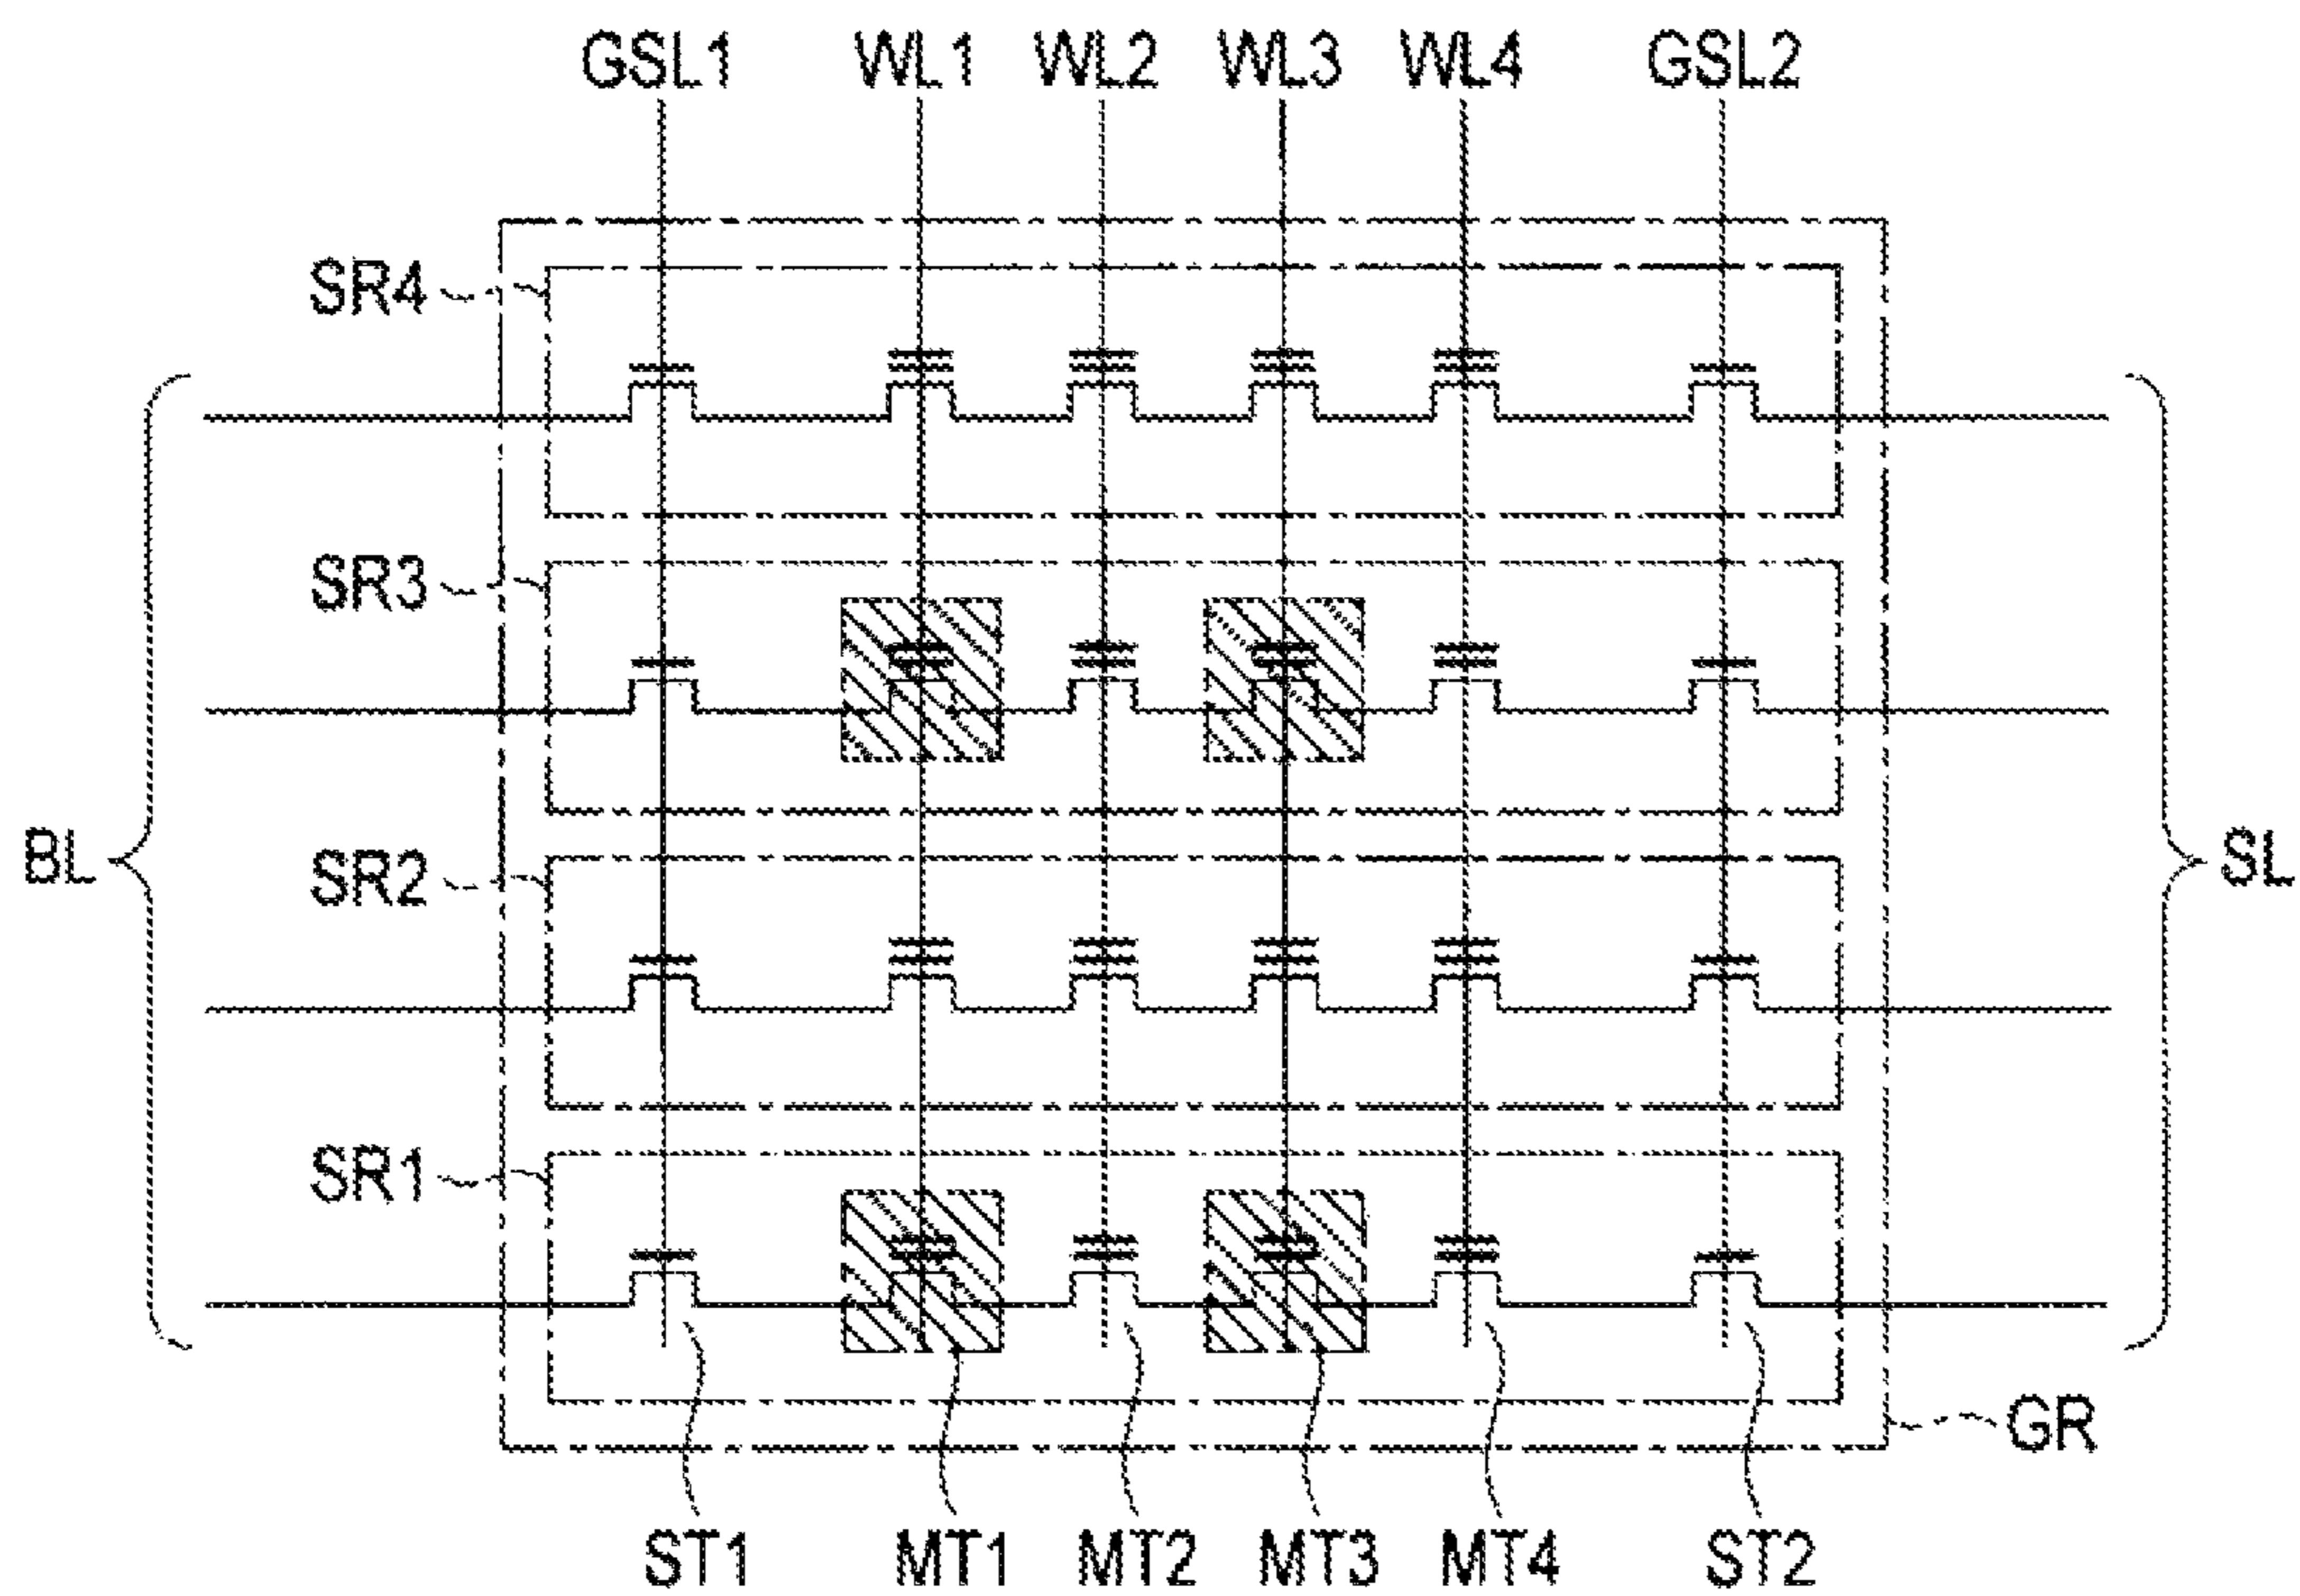 GSL1 WL1 WL2 WL3 WL4 GSL2
SR4
SR3
BL
SR2
SL
SR1
GR
ST1 MT1 MT2 MT3 MT4 ST2